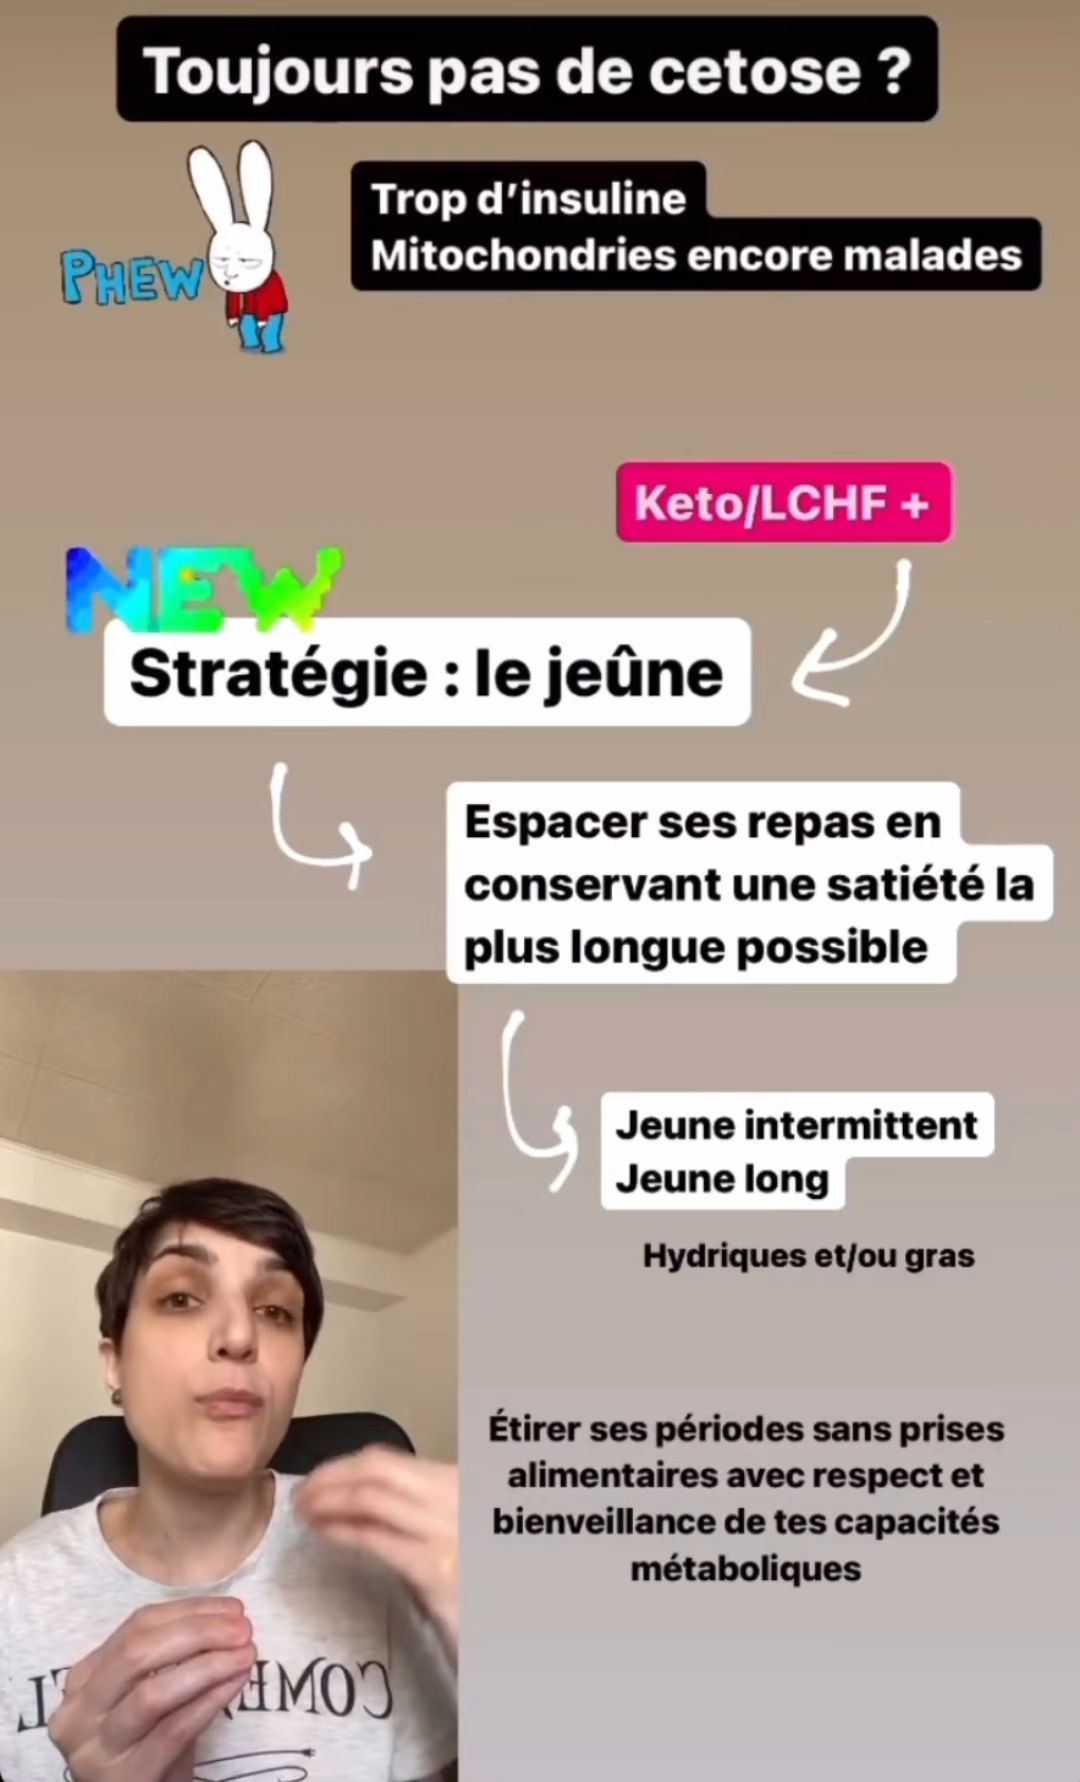 Toujours pas de cetose ?
Trop d'insuline
Mitochondries encore malades
PHEW
Keto/LCHF +
NEW
Stratégie : le jeûne
Espacer ses repas en
conservant une satiété la
plus longue possible
Jeune intermittent
Jeune long
Hydriques et/ou gras
Étirer ses périodes sans prises
alimentaires avec respect et
bienveillance de tes capacités
métaboliques